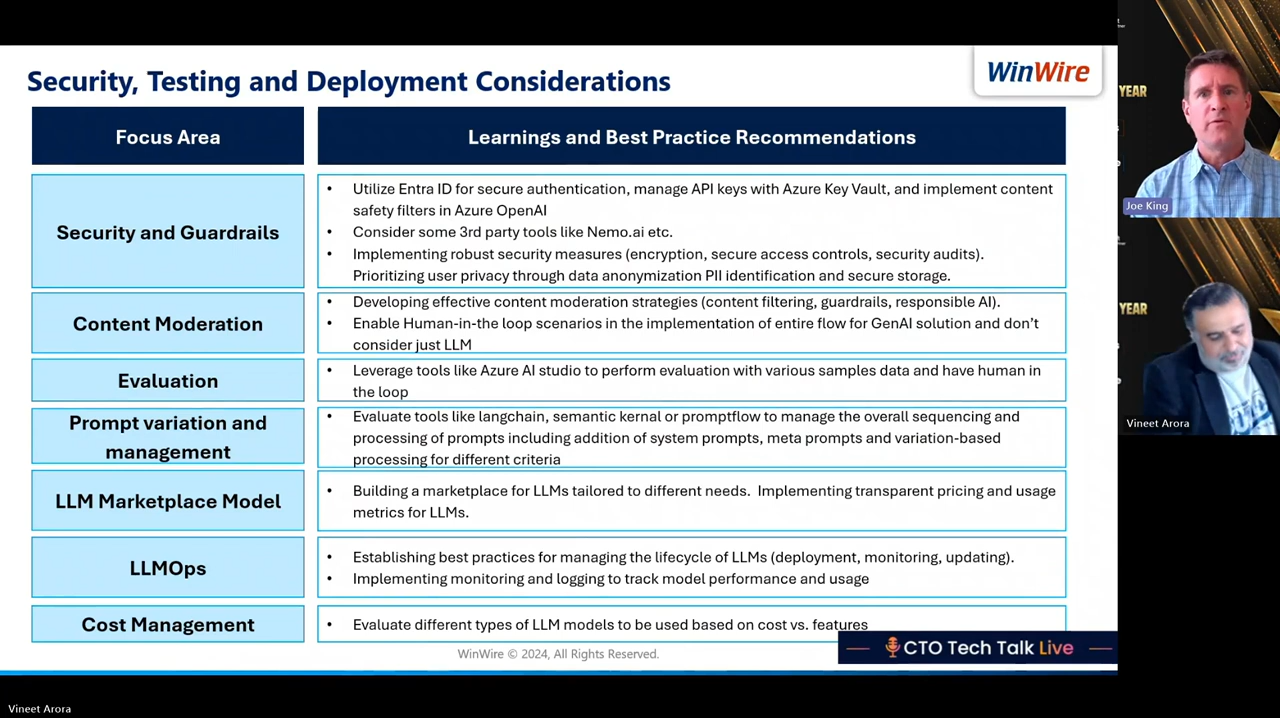 Security, Testing and Deployment Considerations
WinWire
YEAR
Focus Area
Learnings and Best Practice Recommendations
Security and Guardrails
• Utilize Entra ID for secure authentication, manage API keys with Azure Key Vault, and implement content
safety filters in Azure OpenAI
• Consider some 3rd party tools like Nemo.ai etc.
• Implementing robust security measures (encryption, secure access controls, security audits).
Prioritizing user privacy through data anonymization PII identification and secure storage.
Joe King
Content Moderation
• Developing effective content moderation strategies (content filtering, guardrails, responsible AI).
• Enable Human-in-the loop scenarios in the implementation of entire flow for GenAI solution and don't
consider just LLM
YEAR
Evaluation
• Leverage tools like Azure AI studio to perform evaluation with various samples data and have human in
the loop
Prompt variation and
management
• Evaluate tools like langchain, semantic kernal or promptflow to manage the overall sequencing and
processing of prompts including addition of system prompts, meta prompts and variation-based
processing for different criteria
Vineet Arora
LLM Marketplace Model
• Building a marketplace for LLMs tailored to different needs. Implementing transparent pricing and usage
metrics for LLMs.
LLMOps
• Establishing best practices for managing the lifecycle of LLMs (deployment, monitoring, updating).
• Implementing monitoring and logging to track model performance and usage
Cost Management
• Evaluate different types of LLM models to be used based on cost vs. features
CTO Tech Talk Live
WinWire © 2024, All Rights Reserved.
Vineet Arora